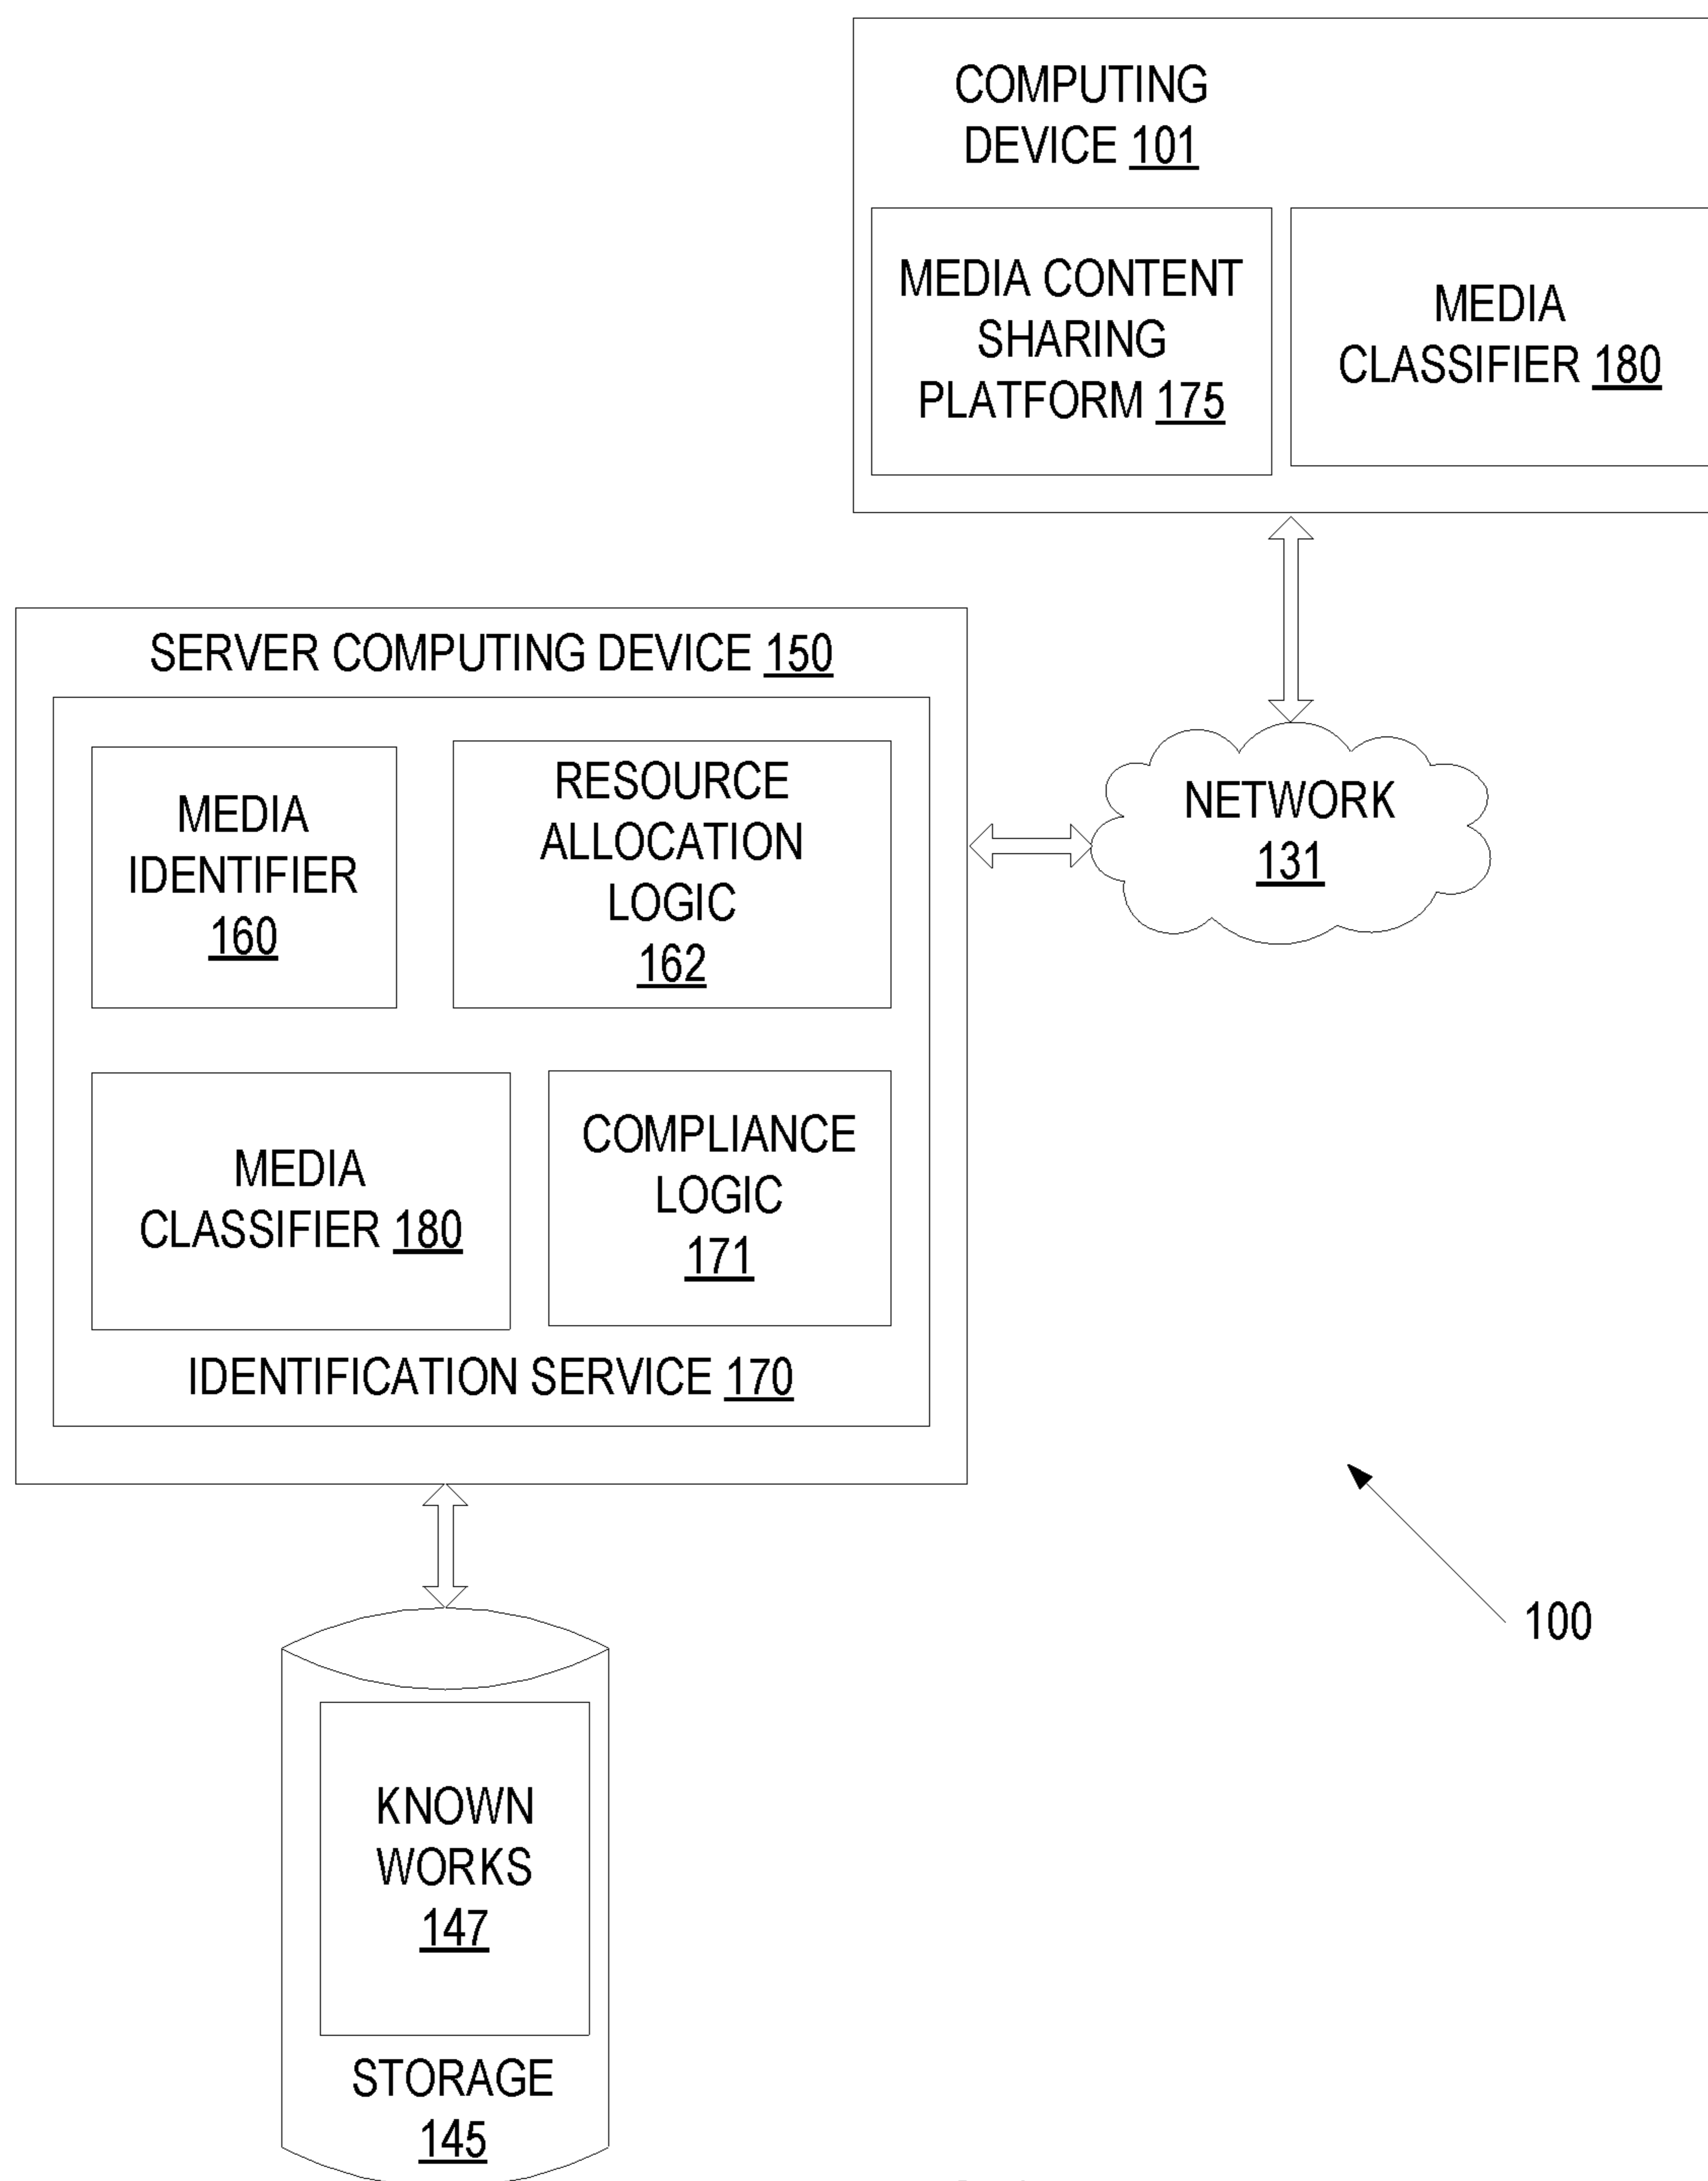 COMPUTING
DEVICE 101
MEDIA CONTENT
SHARING
PLATFORM 175
MEDIA
CLASSIFIER 180
SERVER COMPUTING DEVICE 150
MEDIA
IDENTIFIER
160
RESOURCE
ALLOCATION
LOGIC
162
NETWORK
131
MEDIA
CLASSIFIER 180
COMPLIANCE
LOGIC
171
IDENTIFICATION SERVICE 170
100
KNOWN
WORKS
147
STORAGE
145